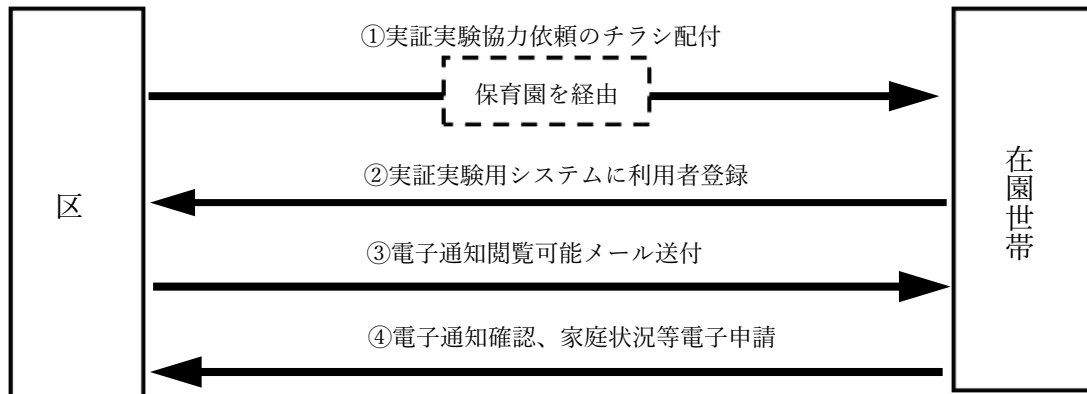 ①実証実験協力依頼のチラシ配付
保育園を経由
②実証実験用システムに利用者登録
区
在園世帯
③電子通知閲覧可能メール送付
④電子通知確認、家庭状況等電子申請